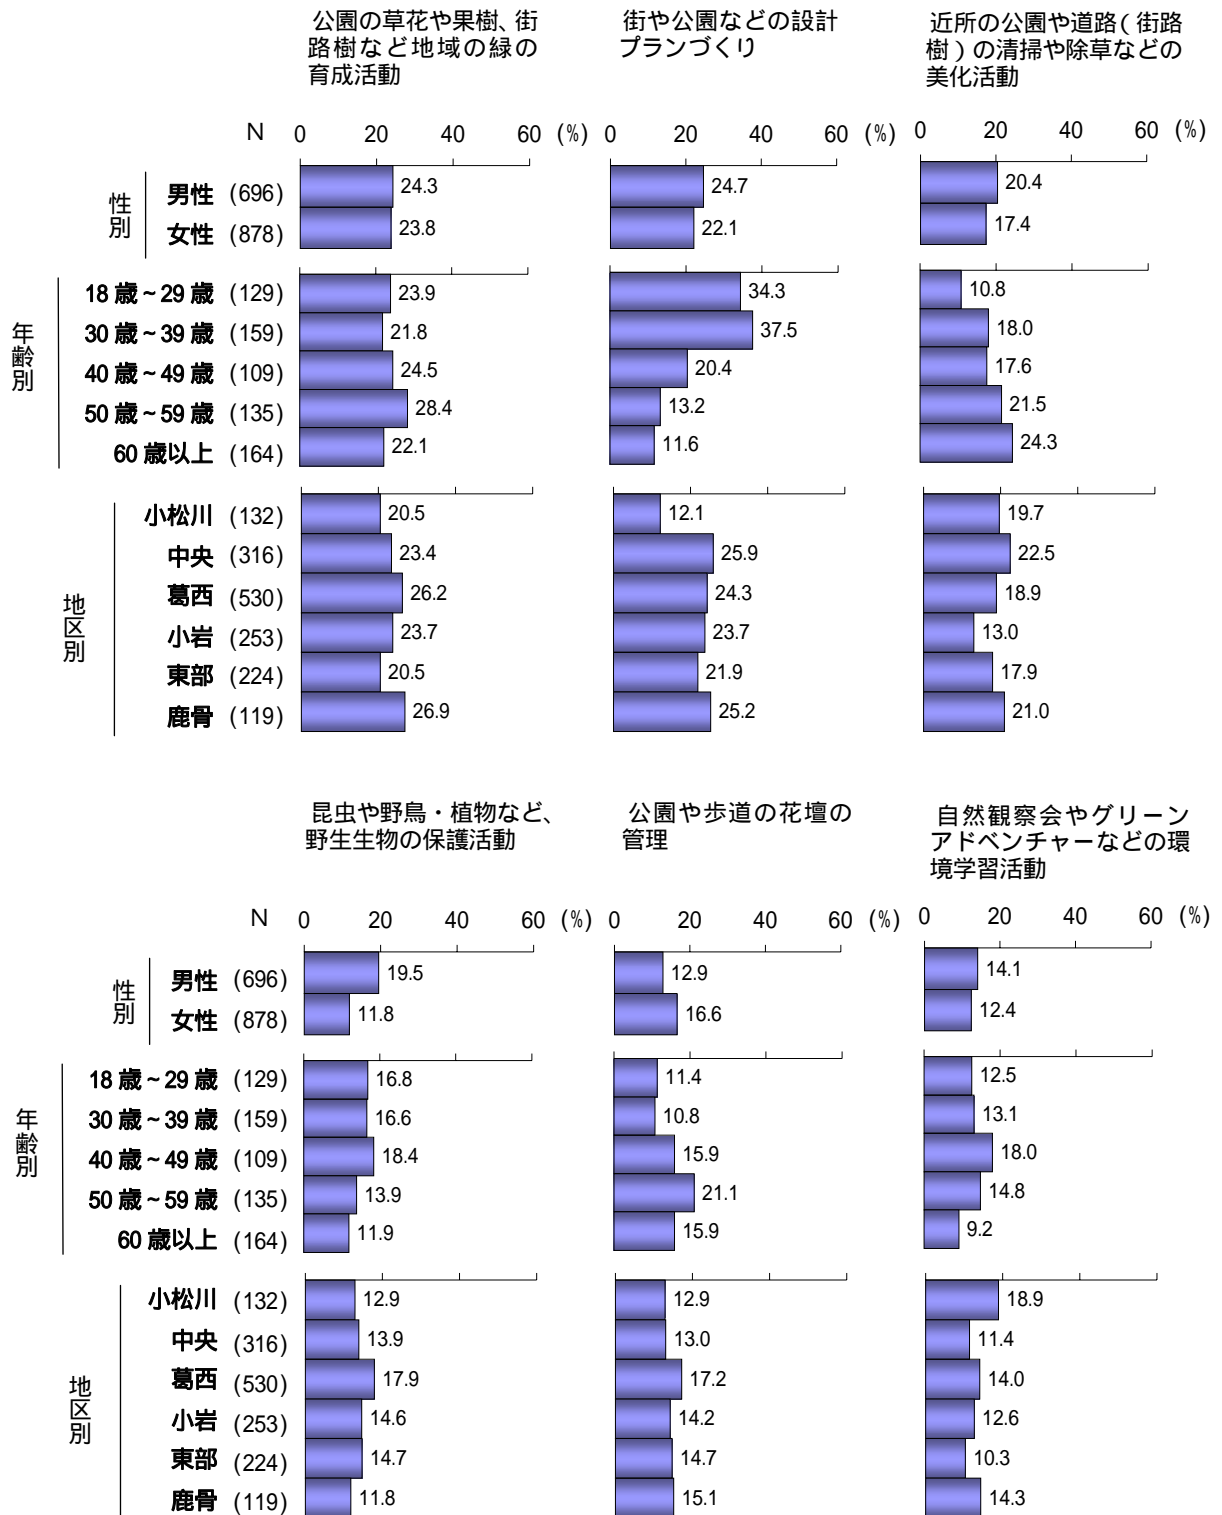 公園の草花や果樹、街
路樹など地域の緑の
育成活動
街や公園などの設計
プランづくり
近所の公園や道路(街路
樹)の清掃や除草などの
美化活動
N 0 20 40 60 (%) 0 20 40 60 (%) 0 20 40 60 (%)
性別
男性 (696) 24.3 24.7 20.4
女性 (878) 23.8 22.1 17.4
年齢別
18歳~29歳 (129) 23.9 34.3 10.8
30歳~39歳 (159) 21.8 37.5 18.0
40歳~49歳 (109) 24.5 20.4 17.6
50歳~59歳 (135) 28.4 13.2 21.5
60歳以上 (164) 22.1 11.6 24.3
地区別
小松川 (132) 20.5 12.1 19.7
中央 (316) 23.4 25.9 22.5
葛西 (530) 26.2 24.3 18.9
小岩 (253) 23.7 23.7 13.0
東部 (224) 20.5 21.9 17.9
鹿骨 (119) 26.9 25.2 21.0
昆虫や野鳥・植物など、
野生生物の保護活動
公園や歩道の花壇の
管理
自然観察会やグリーン
アドベンチャーなどの環
境学習活動
N 0 20 40 60 (%) 0 20 40 60 (%) 0 20 40 60 (%)
性別
男性 (696) 19.5 12.9 14.1
女性 (878) 11.8 16.6 12.4
年齢別
18歳~29歳 (129) 16.8 11.4 12.5
30歳~39歳 (159) 16.6 10.8 13.1
40歳~49歳 (109) 18.4 15.9 18.0
50歳~59歳 (135) 13.9 21.1 14.8
60歳以上 (164) 11.9 15.9 9.2
地区別
小松川 (132) 12.9 12.9 18.9
中央 (316) 13.9 13.0 11.4
葛西 (530) 17.9 17.2 14.0
小岩 (253) 14.6 14.2 12.6
東部 (224) 14.7 14.7 10.3
鹿骨 (119) 11.8 15.1 14.3